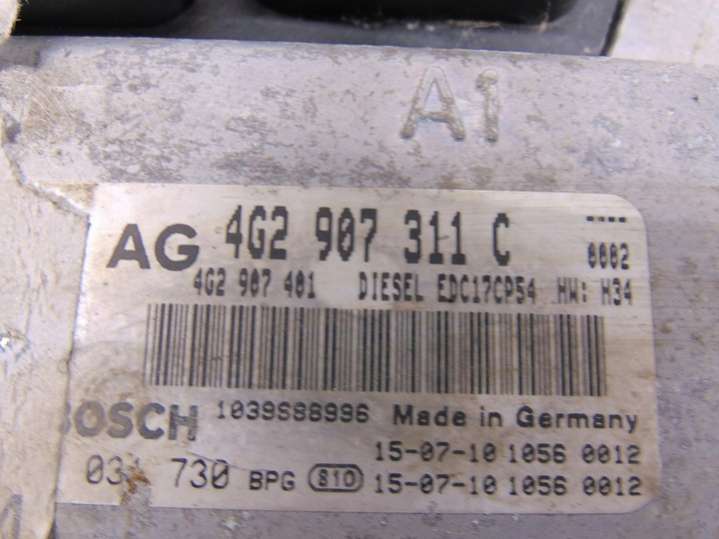 A1
AG 4G2 907 311 C ----
0002
4G2 907 401 DIESEL EDC17CP54 HW: H34
BOSCH 1039S88996 Made in Germany
15-07-10 1056 0012
730 BPG 810 15-07-10 1056 0012